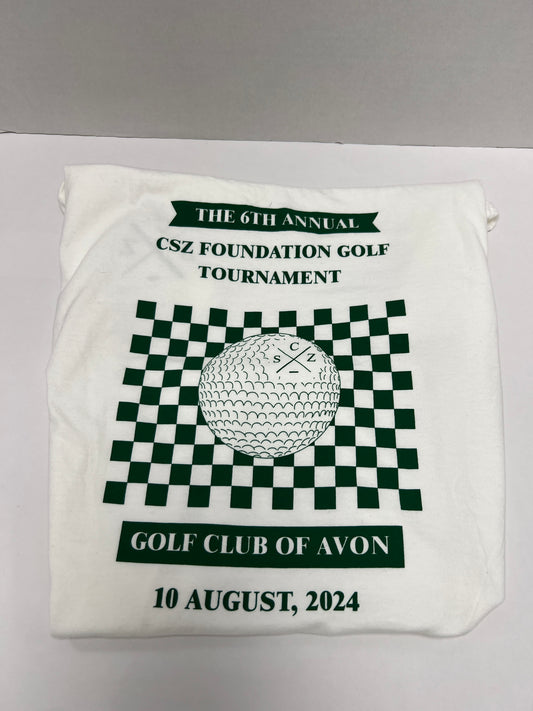 THE 6TH ANNUAL
CSZ FOUNDATION GOLF
TOURNAMENT
C
S Z
GOLF CLUB OF AVON
10 AUGUST, 2024